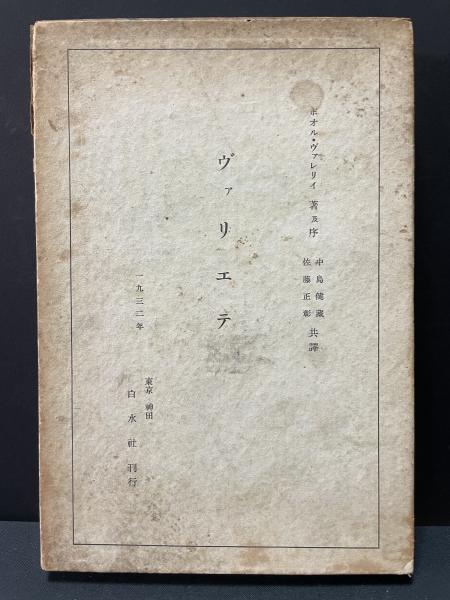 ポオル・ヴァレリイ 著及序
中島健蔵
佐藤正彰
共譯
ヴァリエテ
一九三二年
東京・神田
白水社刊行